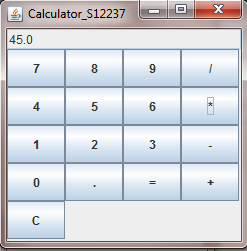 Calculator_S12237
45.0
7 8 9 /
4 5 6 *
1 2 3 -
0 . = +
C